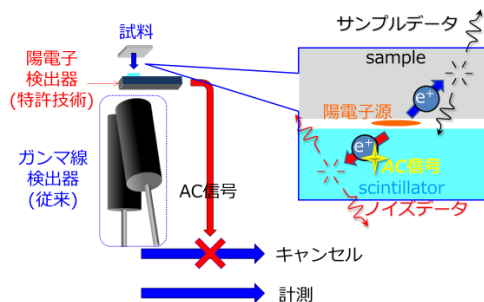 試料
陽電子
検出器
(特許技術)
ガンマ線
検出器
(従来)
AC信号
キャンセル
計測
サンプルデータ
sample
e+
陽電子源
e+
AC信号
scintillator
ノイズデータ